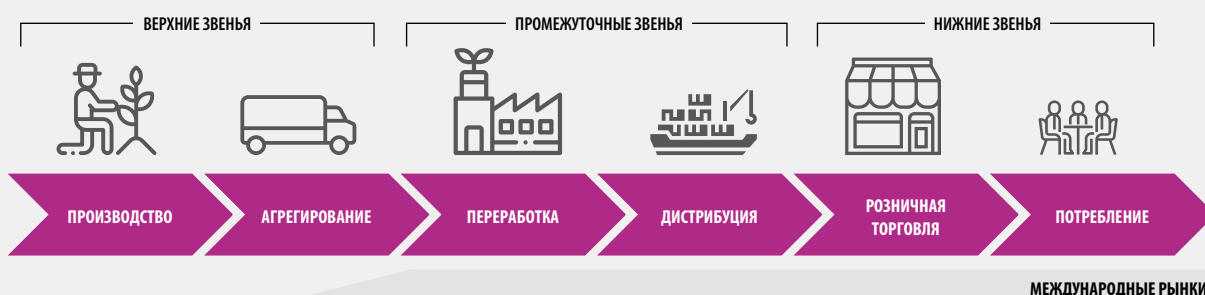 ВЕРХНИЕ ЗВЕНЬЯ
ПРОМЕЖУТОЧНЫЕ ЗВЕНЬЯ
НИЖНИЕ ЗВЕНЬЯ
ПРОИЗВОДСТВО
АГРЕГИРОВАНИЕ
ПЕРЕРАБОТКА
ДИСТРИБУЦИЯ
РОЗНИЧНАЯ
ТОРГОВЛЯ
ПОТРЕБЛЕНИЕ
МЕЖДУНАРОДНЫЕ РЫНКИ